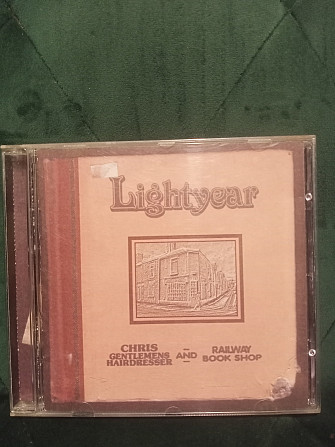 Lightyear
CHRIS
GENTLEMENS
HAIRDRESSER
- AND -
RAILWAY
BOOK SHOP